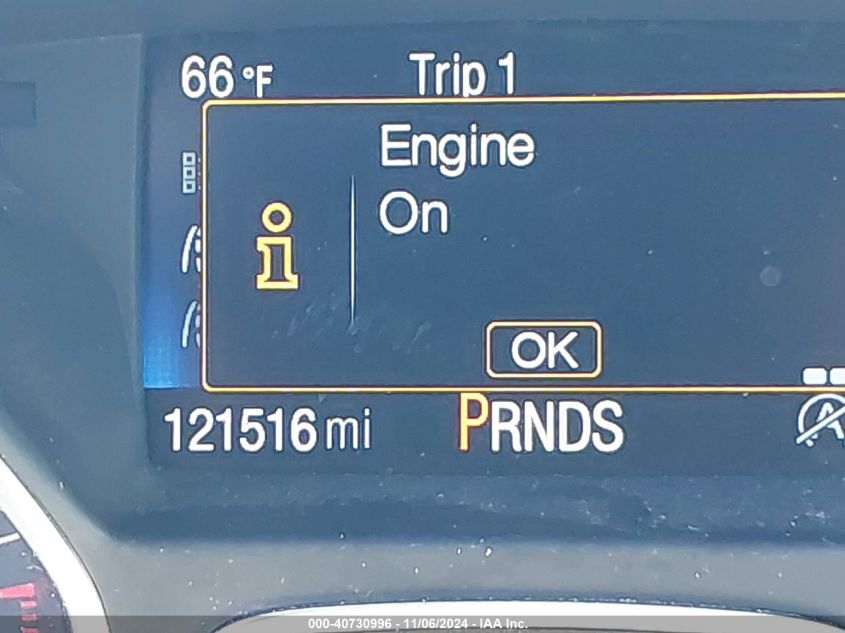 66 °F Trip 1
Engine
On
OK
121516 mi PRNDS
A
000-40730996 - 11/06/2024 - IAA Inc.